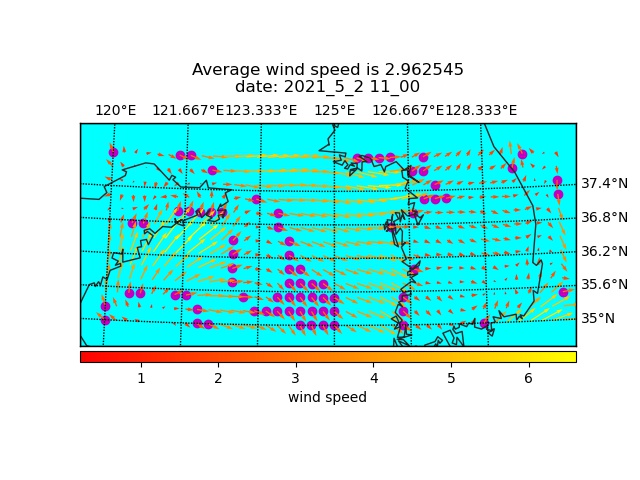 Average wind speed is 2.962545
date: 2021_5_2 11_00
120°E 121.667°E 123.333°E 125°E 126.667°E 128.333°E
37.4°N
36.8°N
36.2°N
35.6°N
35°N
1 2 3 4 5 6
wind speed